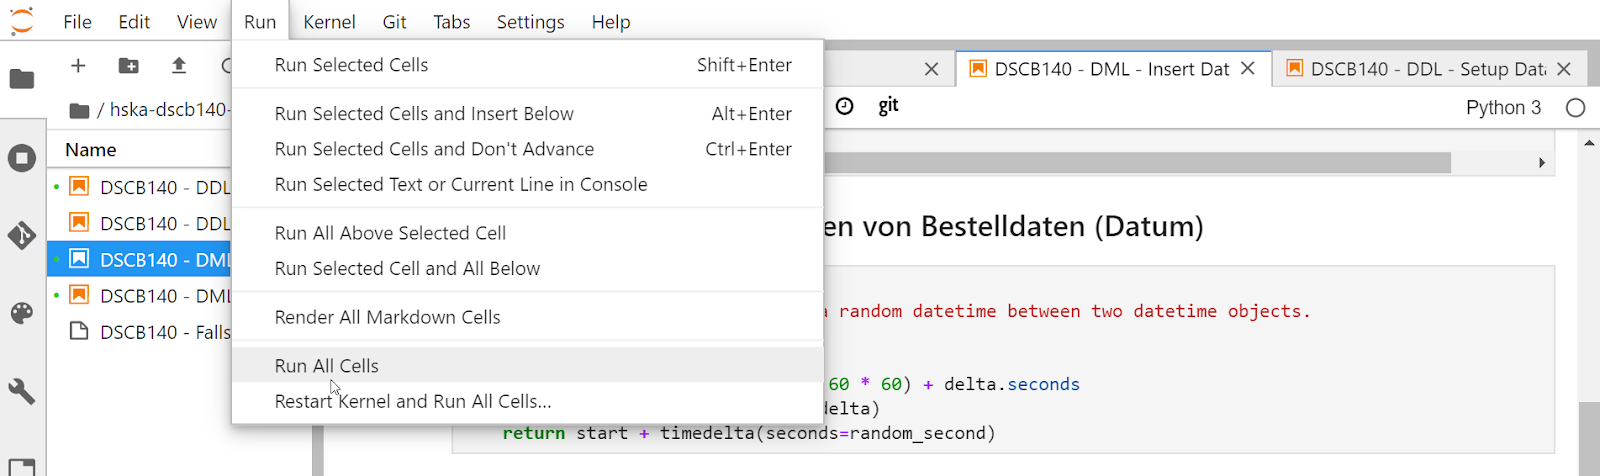 File Edit View Run Kernel Git Tabs Settings Help
Run Selected Cells Shift+Enter
Run Selected Cells and Insert Below Alt+Enter
Run Selected Cells and Don't Advance Ctrl+Enter
Run Selected Text or Current Line in Console
Run All Above Selected Cell
Run Selected Cell and All Below
Render All Markdown Cells
Run All Cells
Restart Kernel and Run All Cells...
/ hska-dscb140-
Name
DSCB140 - DDL
DSCB140 - DDL
DSCB140 - DML
DSCB140 - DML
DSCB140 - Falls
DSCB140 - DML - Insert Dat
DSCB140 - DDL - Setup Data
git
Python 3
en von Bestelldaten (Datum)
random datetime between two datetime objects.
60 * 60) + delta.seconds
delta)
return start + timedelta(seconds=random_second)